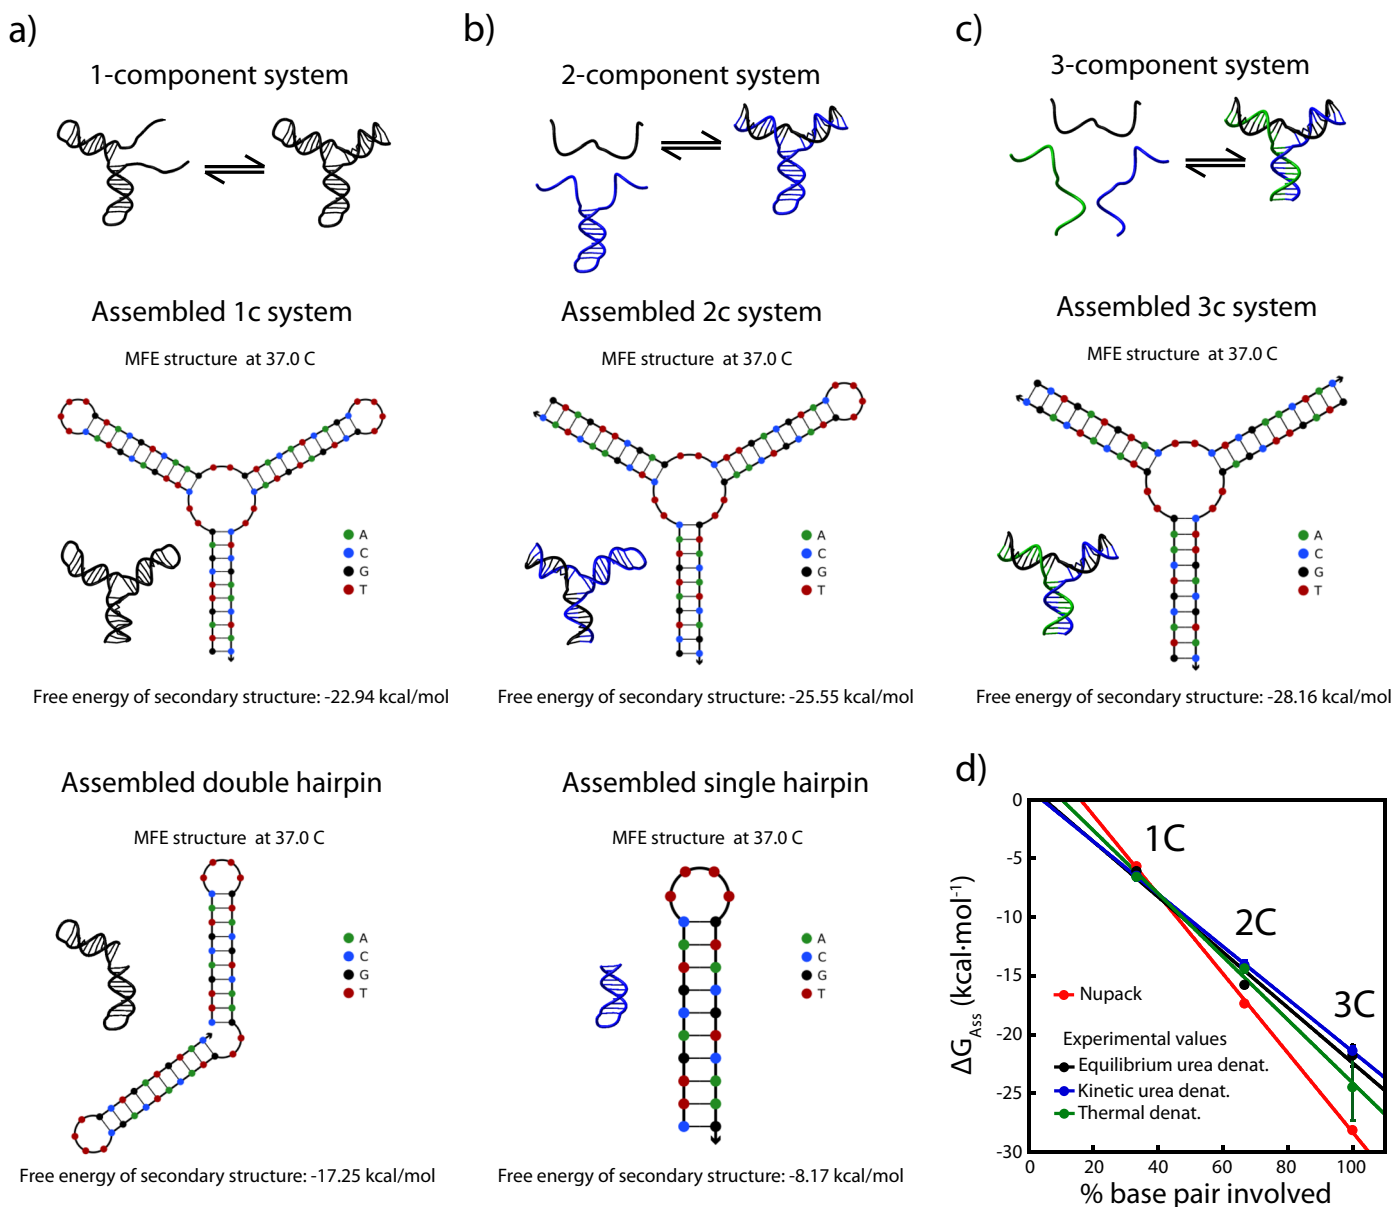 a)
1-component system
Assembled 1c system
MFE structure at 37.0 C
A
C
G
T
Free energy of secondary structure: -22.94 kcal/mol
Assembled double hairpin
MFE structure at 37.0 C
A
C
G
T
Free energy of secondary structure: -17.25 kcal/mol
b)
2-component system
Assembled 2c system
MFE structure at 37.0 C
A
C
G
T
Free energy of secondary structure: -25.55 kcal/mol
Assembled single hairpin
MFE structure at 37.0 C
A
C
G
T
Free energy of secondary structure: -8.17 kcal/mol
c)
3-component system
Assembled 3c system
MFE structure at 37.0 C
A
C
G
T
Free energy of secondary structure: -28.16 kcal/mol
d)
0
-5
-10
-15
-20
-25
-30
ΔG_Ass (kcal·mol⁻¹)
1C
2C
3C
Nupack
Experimental values
Equilibrium urea denat.
Kinetic urea denat.
Thermal denat.
0 20 40 60 80 100
% base pair involved